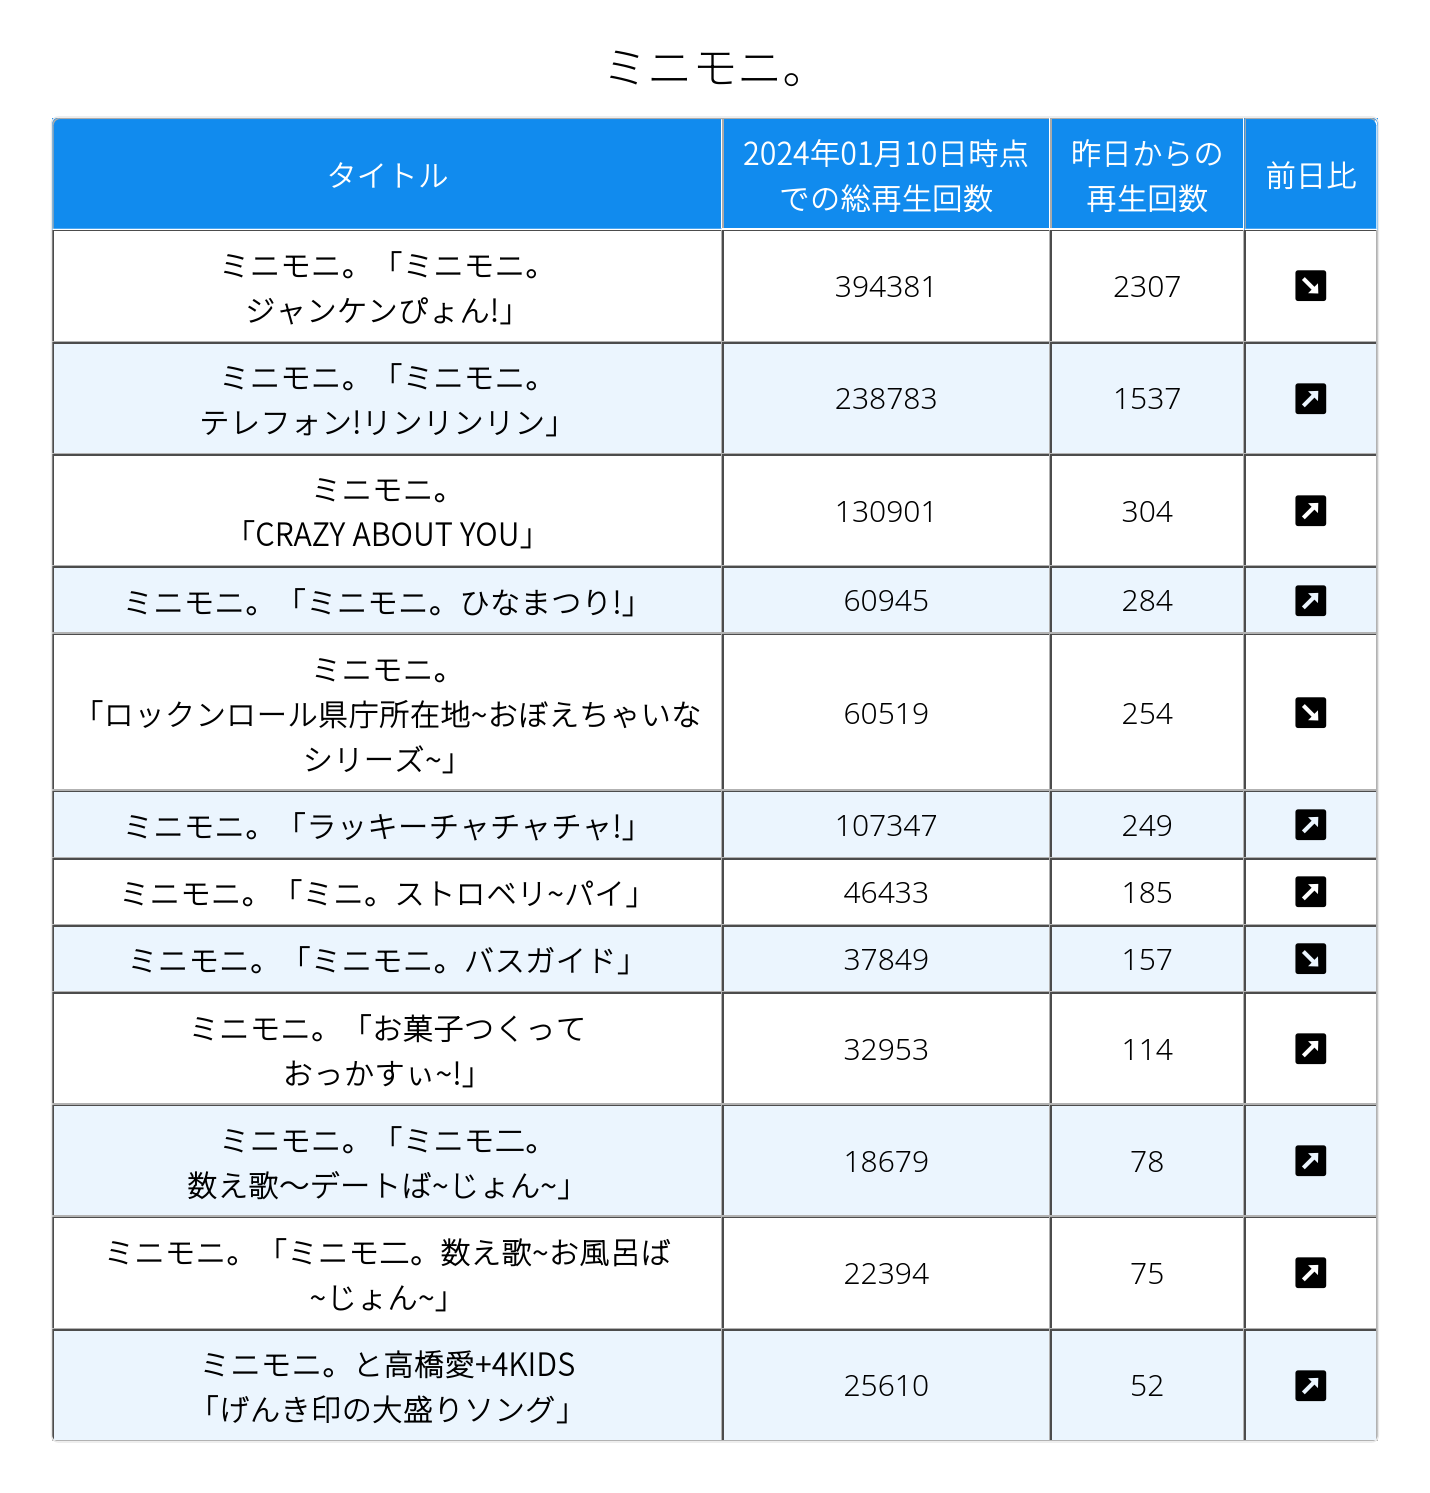 ミニモニ。
タイトル
2024年01月10日時点
での総再生回数
昨日からの
再生回数
前日比
ミニモニ。「ミニモニ。
ジャンケンぴょん!」
394381
2307
ミニモニ。「ミニモニ。
テレフォン!リンリンリン」
238783
1537
ミニモニ。
「CRAZY ABOUT YOU」
130901
304
ミニモニ。「ミニモニ。ひなまつり!」
60945
284
ミニモニ。
「ロックンロール県庁所在地~おぼえちゃいな
シリーズ~」
60519
254
ミニモニ。「ラッキーチャチャチャ!」
107347
249
ミニモニ。「ミニ。ストロベリ~パイ」
46433
185
ミニモニ。「ミニモニ。バスガイド」
37849
157
ミニモニ。「お菓子つくって
おっかすぃ~!」
32953
114
ミニモニ。「ミニモ二。
数え歌〜デートば~じょん~」
18679
78
ミニモニ。「ミニモ二。数え歌~お風呂ば
~じょん~」
22394
75
ミニモニ。と高橋愛+4KIDS
「げんき印の大盛りソング」
25610
52